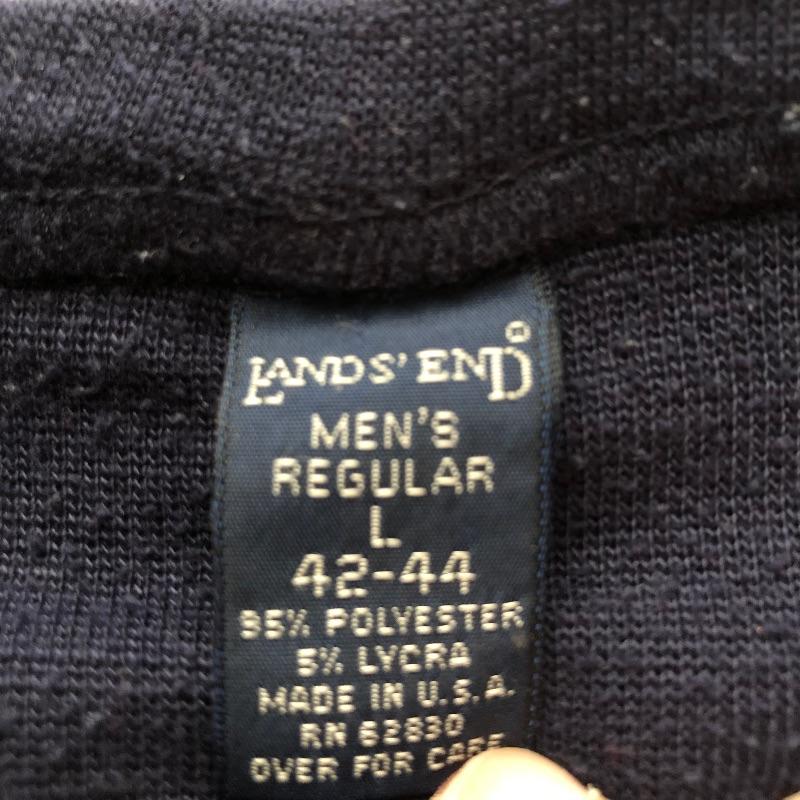 LANDS' END®
MEN'S
REGULAR
L
42-44
95% POLYESTER
5% LYCRA
MADE IN U.S.A.
RN 62830
OVER FOR CARE